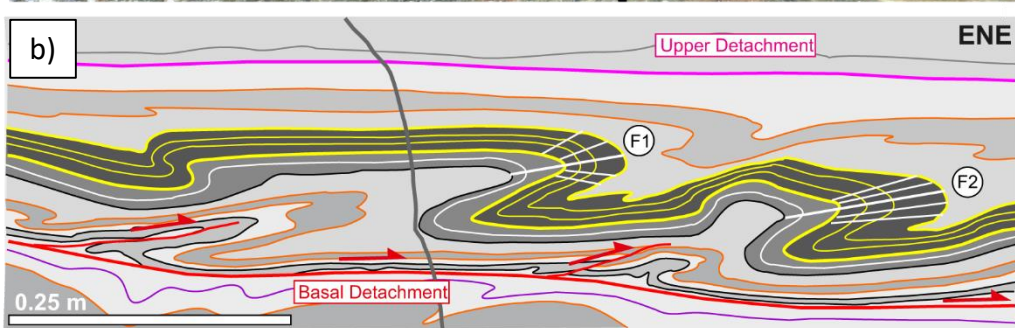 b)
Upper Detachment
ENE
F1
F2
Basal Detachment
0.25 m